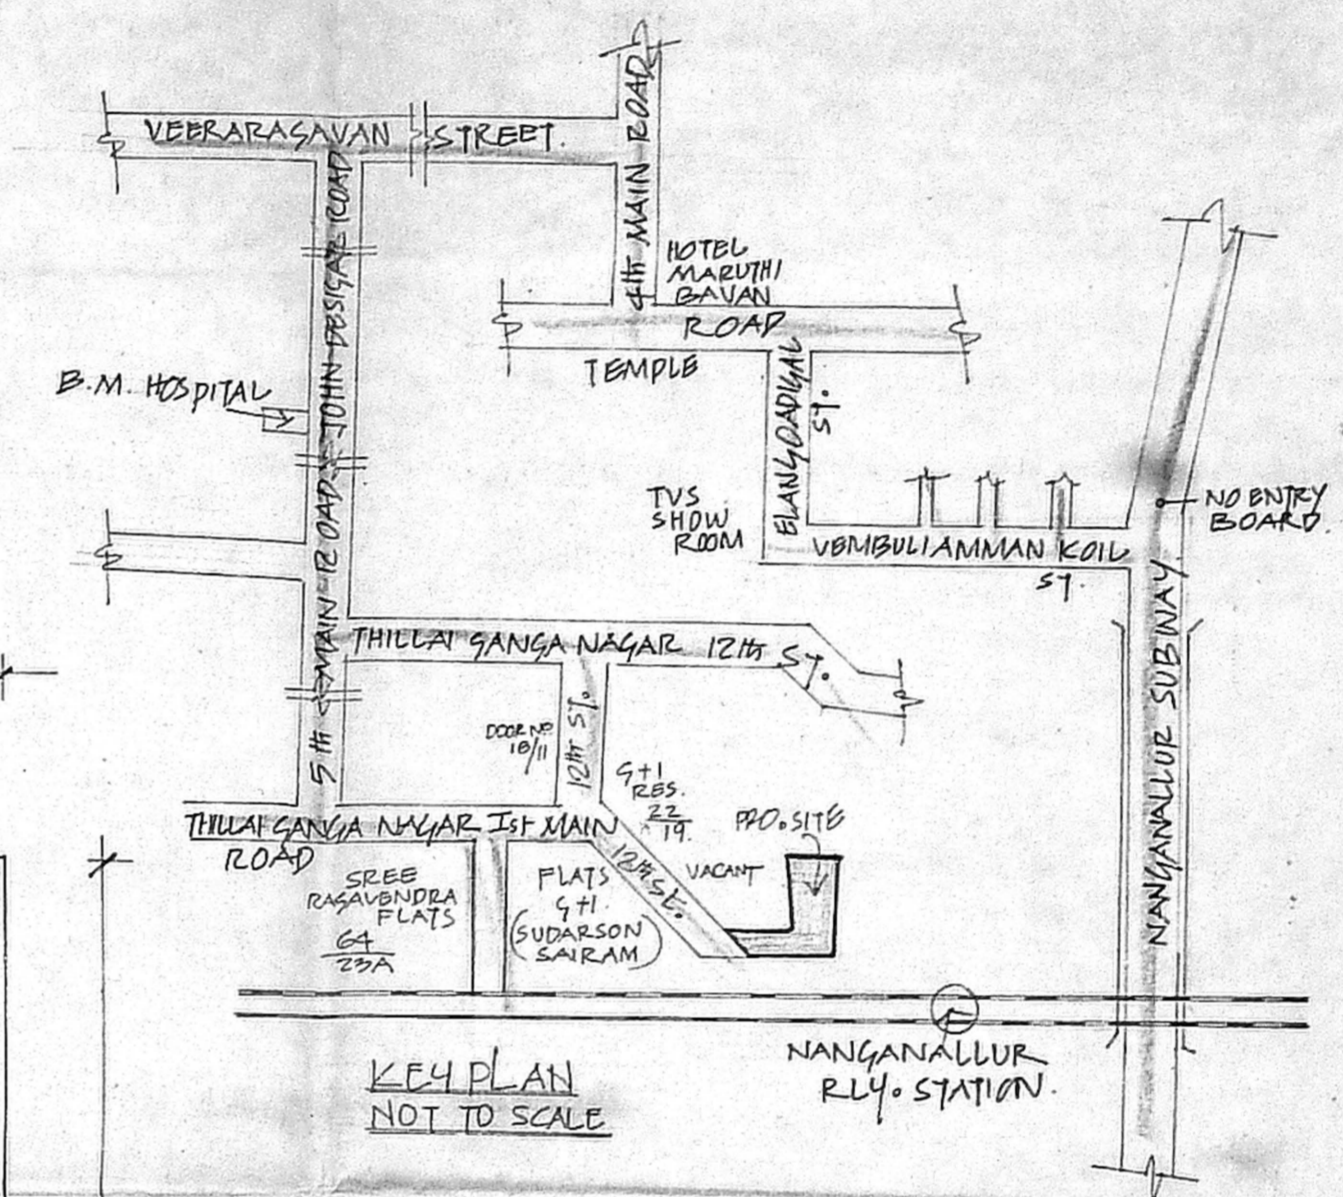 VEERARAGAVAN STREET.
4th MAIN ROAD
HOTEL
MARUTHI
BAVAN
ROAD
TEMPLE
JOHN DESIGAR ROAD
B.M. HOSPITAL
ELANGOADIGAL
ST.
TVS
SHOW
ROOM
VEMBULIAMMAN KOIL
ST.
NO ENTRY
BOARD.
NANGANALLUR SUBWAY
5th MAIN ROAD
THILLAI GANGA NAGAR 12th ST.
DOOR No
18/11
12th ST.
G+1
RES.
22
19.
PRO.SITE
THILLAI GANGA NAGAR Ist MAIN
ROAD
12th St.
VACANT
SREE
RAGAVENDRA
FLATS
64
23A
FLATS
G+1
(SUDARSON
SAIRAM)
NANGANALLUR
RLY. STATION.
KEY PLAN
NOT TO SCALE